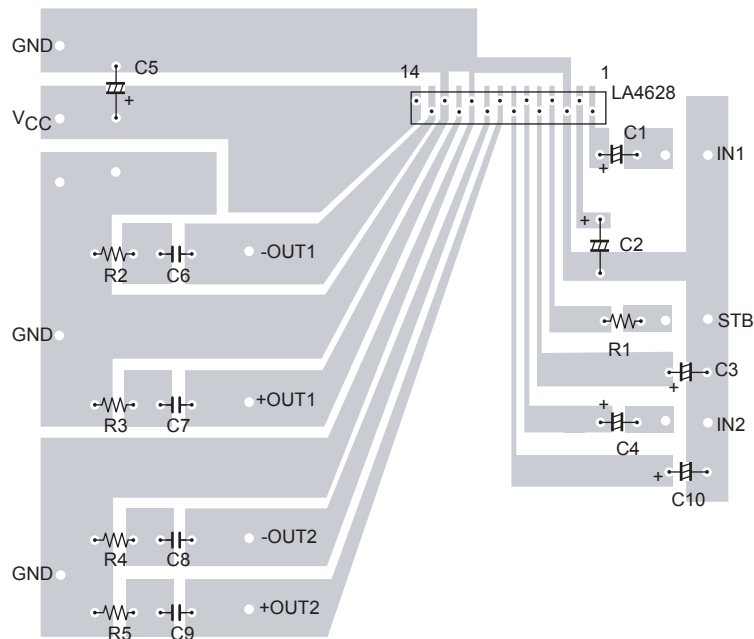 GND
C5
+
VCC
14
1
LA4628
C1
+
IN1
+
C2
R2
C6
-OUT1
GND
STB
R1
C3
+
R3
C7
+OUT1
+
C4
IN2
+
C10
R4
C8
-OUT2
GND
R5
C9
+OUT2